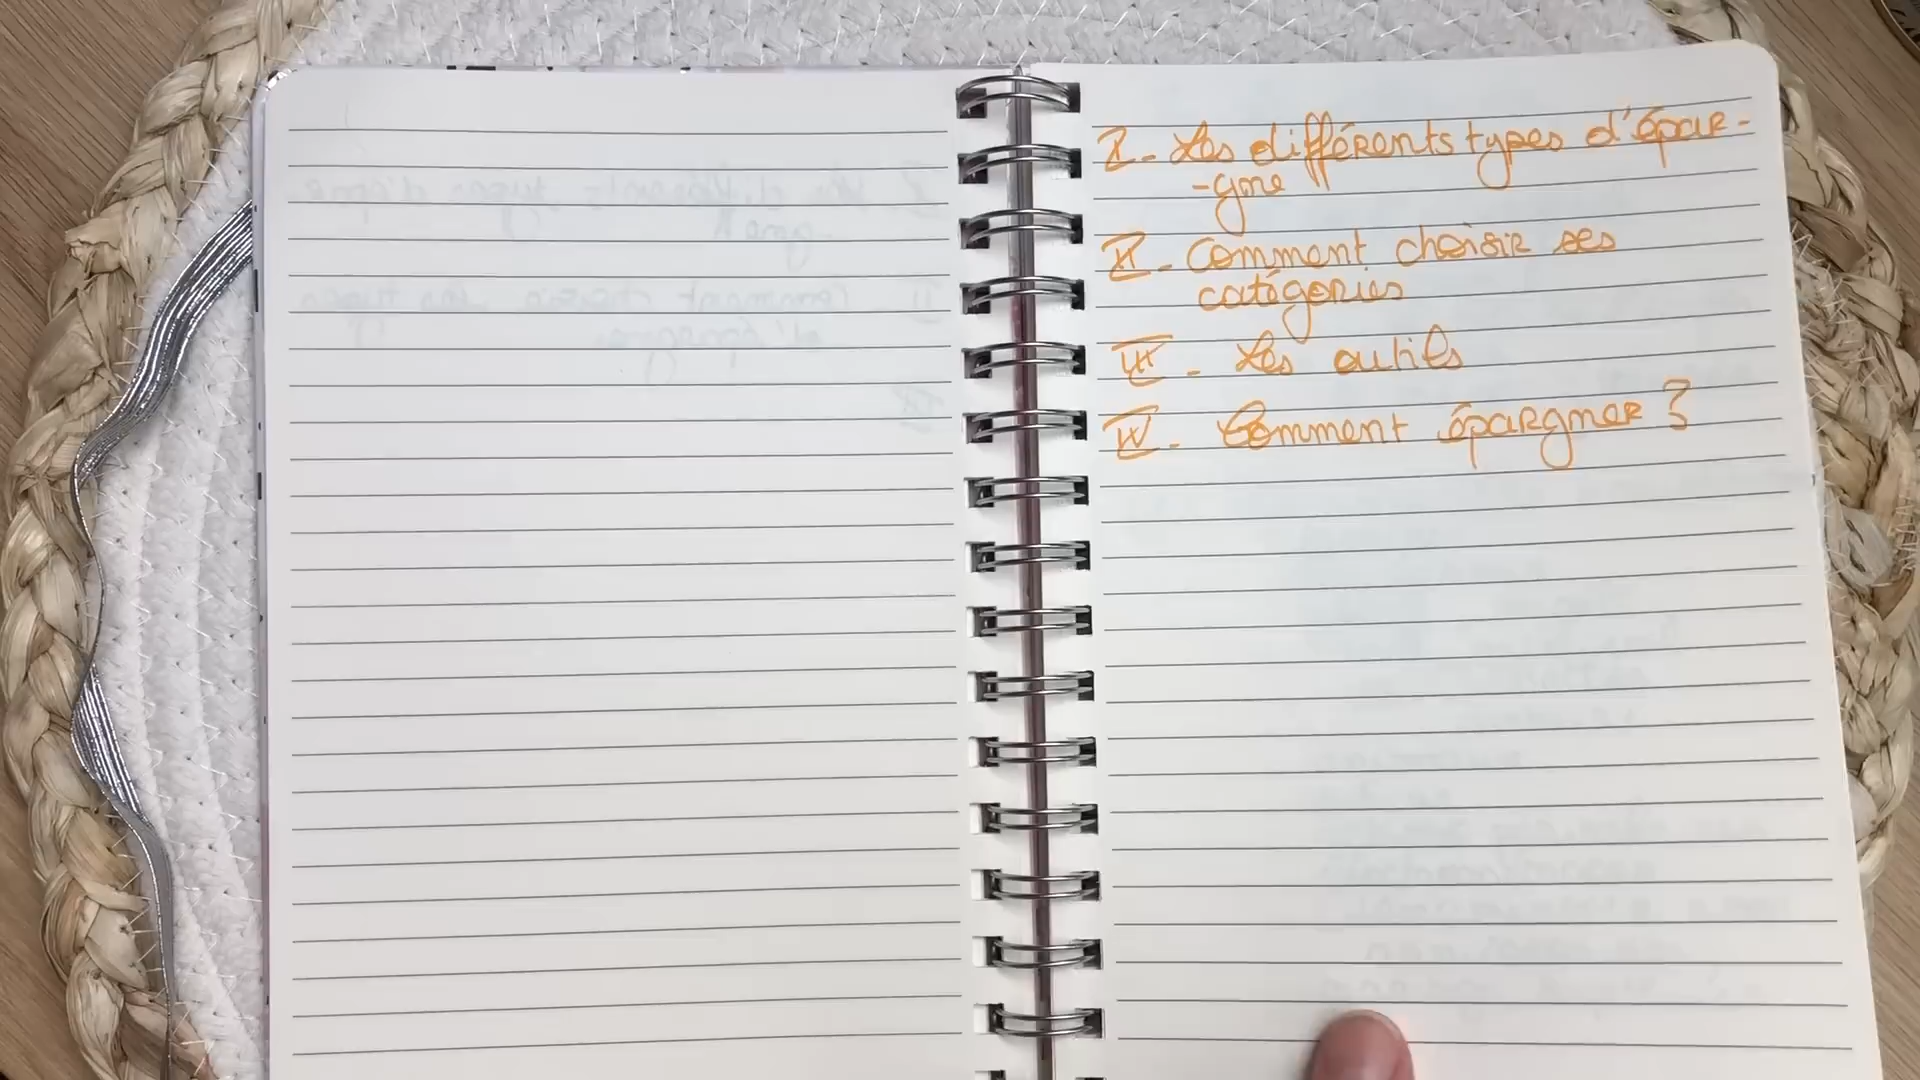 I- Les différents types d'épar-
-gne
II- Comment choisir ses
catégories
III- Les outils
IV- Comment épargner ?